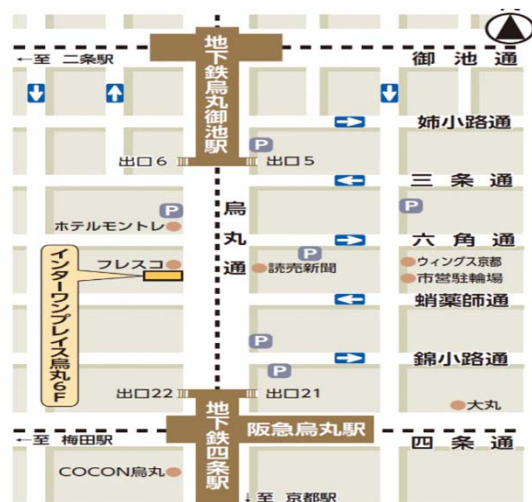 地下鉄烏丸御池駅
←至 二条駅
御池通
姉小路通
出口6
出口5
P
三条通
P
P
ホテルモントレ
烏丸通
六角通
フレスコ
P
読売新聞
ウィングス京都
市営駐輪場
インターワンプレイス烏丸6F
蛸薬師通
P
錦小路通
P
出口22
出口21
大丸
地下鉄四条駅
阪急烏丸駅
←至 梅田駅
四条通
COCON烏丸
↓至 京都駅